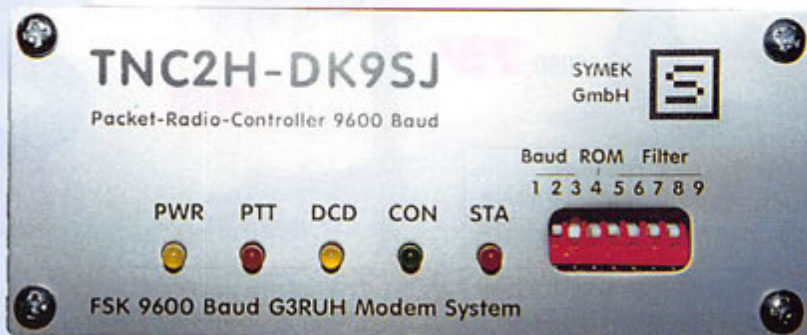 TNC2H-DK9SJ
Packet-Radio-Controller 9600 Baud
SYMEK
GmbH
S
Baud ROM Filter
1 2 3 4 5 6 7 8 9
PWR PTT DCD CON STA
FSK 9600 Baud G3RUH Modem System